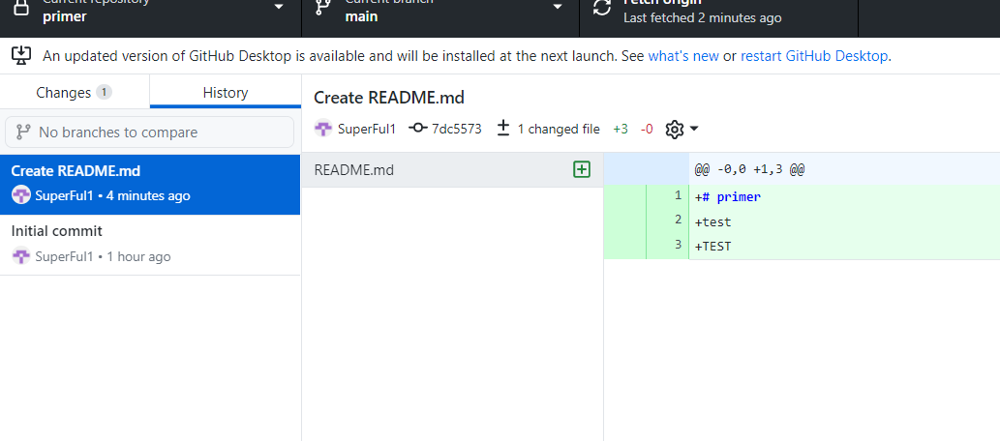 Current repository
primer
Current branch
main
Fetch origin
Last fetched 2 minutes ago
An updated version of GitHub Desktop is available and will be installed at the next launch. See what's new or restart GitHub Desktop.
Changes 1
History
No branches to compare
Create README.md
SuperFul1 • 4 minutes ago
Initial commit
SuperFul1 • 1 hour ago
Create README.md
SuperFul1 7dc5573 1 changed file +3 -0
README.md
@@ -0,0 +1,3 @@
1 +# primer
2 +test
3 +TEST